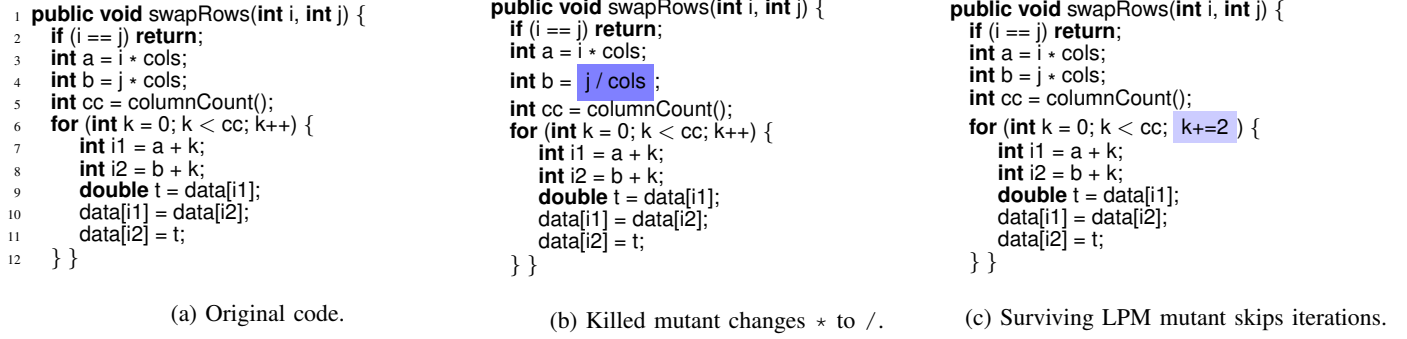 1 public void swapRows(int i, int j) {
2 if (i == j) return;
3 int a = i * cols;
4 int b = j * cols;
5 int cc = columnCount();
6 for (int k = 0; k < cc; k++) {
7 int i1 = a + k;
8 int i2 = b + k;
9 double t = data[i1];
10 data[i1] = data[i2];
11 data[i2] = t;
12 } }
(a) Original code.
public void swapRows(int i, int j) {
if (i == j) return;
int a = i * cols;
int b = j / cols ;
int cc = columnCount();
for (int k = 0; k < cc; k++) {
int i1 = a + k;
int i2 = b + k;
double t = data[i1];
data[i1] = data[i2];
data[i2] = t;
} }
(b) Killed mutant changes * to /.
public void swapRows(int i, int j) {
if (i == j) return;
int a = i * cols;
int b = j * cols;
int cc = columnCount();
for (int k = 0; k < cc; k+=2 ) {
int i1 = a + k;
int i2 = b + k;
double t = data[i1];
data[i1] = data[i2];
data[i2] = t;
} }
(c) Surviving LPM mutant skips iterations.